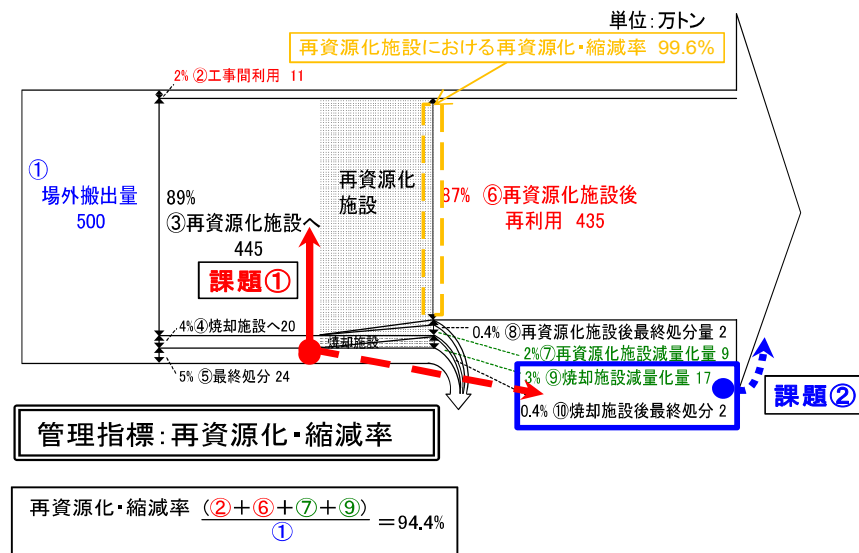 単位:万トン
再資源化施設における再資源化・縮減率 99.6%
2% ②工事間利用 11
①
場外搬出量
500
89%
③再資源化施設へ
445
再資源化
施設
87% ⑥再資源化施設後
再利用 435
課題①
4%④焼却施設へ20
焼却施設
0.4% ⑧再資源化施設後最終処分量 2
2%⑦再資源化施設減量化量 9
5% ⑤最終処分 24
3% ⑨焼却施設減量化量 17
0.4% ⑩焼却施設後最終処分 2
課題②
管理指標:再資源化・縮減率
再資源化・縮減率 (②+⑥+⑦+⑨)
①
=94.4%